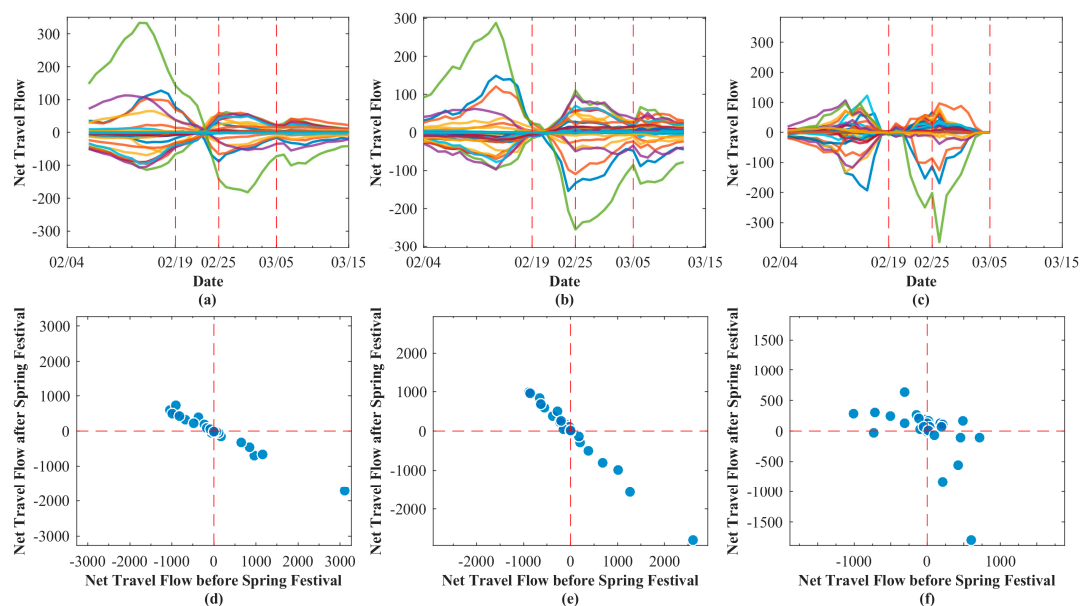 300
200
100
0
-100
-200
-300
Net Travel Flow
02/04
02/19
02/25
03/05
03/15
Date
(a)
300
200
100
0
-100
-200
-300
Net Travel Flow
02/04
02/19
02/25
03/05
03/15
Date
(b)
300
200
100
0
-100
-200
-300
Net Travel Flow
02/04
02/19
02/25
03/05
03/15
Date
(c)
3000
2000
1000
0
-1000
-2000
-3000
Net Travel Flow after Spring Festival
-3000 -2000 -1000 0 1000 2000 3000
Net Travel Flow before Spring Festival
(d)
2000
1000
0
-1000
-2000
Net Travel Flow after Spring Festival
-2000 -1000 0 1000 2000
Net Travel Flow before Spring Festival
(e)
1500
1000
500
0
-500
-1000
-1500
Net Travel Flow after Spring Festival
-1000 0 1000
Net Travel Flow before Spring Festival
(f)